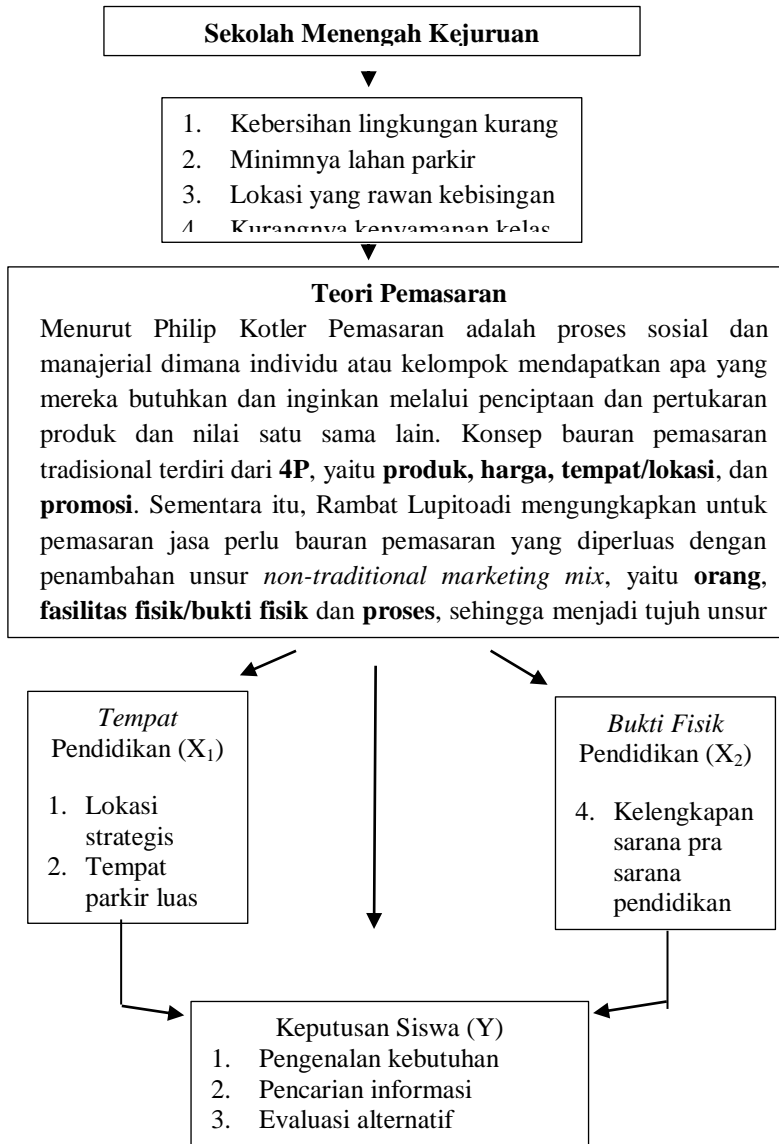 Sekolah Menengah Kejuruan
1. Kebersihan lingkungan kurang
2. Minimnya lahan parkir
3. Lokasi yang rawan kebisingan
4. Kurangnya kenyamanan kelas
Teori Pemasaran
Menurut Philip Kotler Pemasaran adalah proses sosial dan
manajerial dimana individu atau kelompok mendapatkan apa yang
mereka butuhkan dan inginkan melalui penciptaan dan pertukaran
produk dan nilai satu sama lain. Konsep bauran pemasaran
tradisional terdiri dari 4P, yaitu produk, harga, tempat/lokasi, dan
promosi. Sementara itu, Rambat Lupitoadi mengungkapkan untuk
pemasaran jasa perlu bauran pemasaran yang diperluas dengan
penambahan unsur non-traditional marketing mix, yaitu orang,
fasilitas fisik/bukti fisik dan proses, sehingga menjadi tujuh unsur
Tempat
Pendidikan (X₁)
1. Lokasi
strategis
2. Tempat
parkir luas
Bukti Fisik
Pendidikan (X₂)
4. Kelengkapan
sarana pra
sarana
pendidikan
Keputusan Siswa (Y)
1. Pengenalan kebutuhan
2. Pencarian informasi
3. Evaluasi alternatif